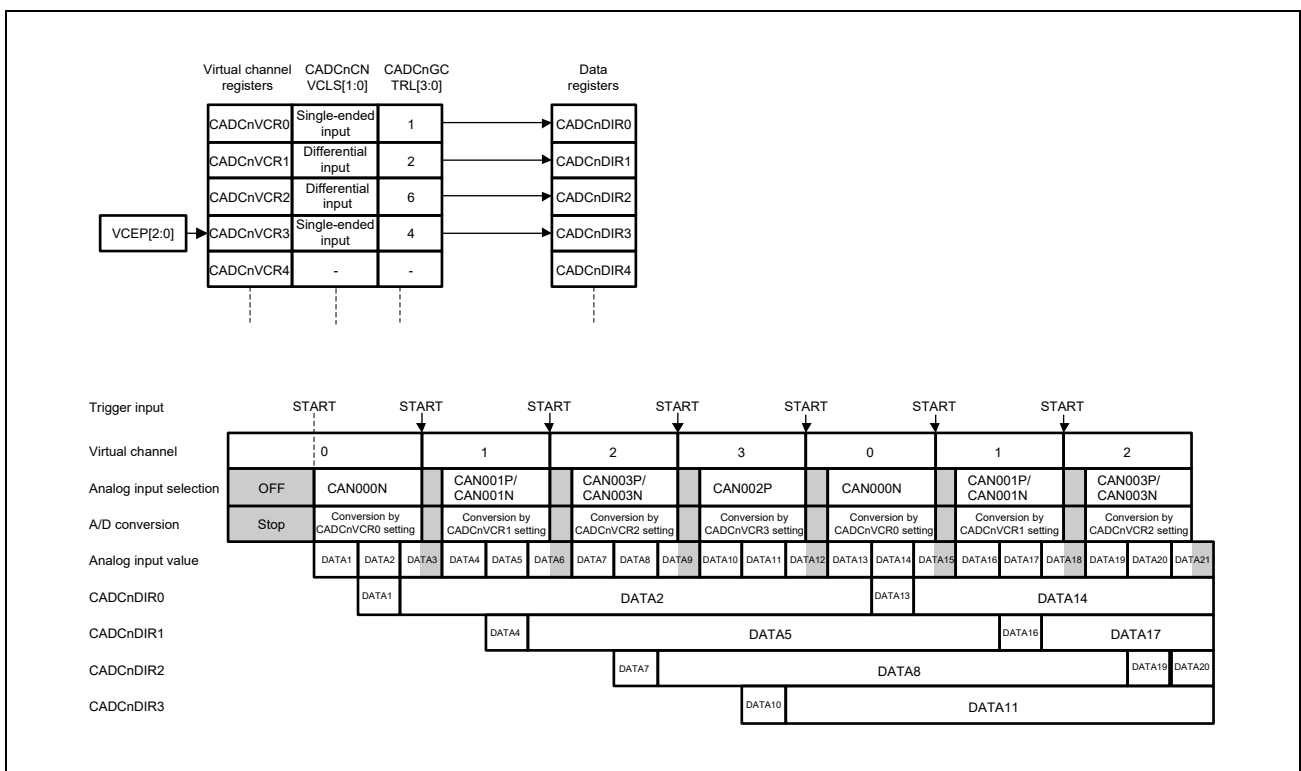 Virtual channel
registers
CADCnCN
VCLS[1:0]
CADCnGC
TRL[3:0]
Data
registers
CADCnVCR0
Single-ended
input
1
CADCnDIR0
CADCnVCR1
Differential
input
2
CADCnDIR1
CADCnVCR2
Differential
input
6
CADCnDIR2
VCEP[2:0]
CADCnVCR3
Single-ended
input
4
CADCnDIR3
CADCnVCR4
-
-
CADCnDIR4
Trigger input
START
START
START
START
START
START
START
Virtual channel
0
1
2
3
0
1
2
Analog input selection
OFF
CAN000N
CAN001P/
CAN001N
CAN003P/
CAN003N
CAN002P
CAN000N
CAN001P/
CAN001N
CAN003P/
CAN003N
A/D conversion
Stop
Conversion by
CADCnVCR0 setting
Conversion by
CADCnVCR1 setting
Conversion by
CADCnVCR2 setting
Conversion by
CADCnVCR3 setting
Conversion by
CADCnVCR0 setting
Conversion by
CADCnVCR1 setting
Conversion by
CADCnVCR2 setting
Analog input value
DATA1
DATA2
DATA3
DATA4
DATA5
DATA6
DATA7
DATA8
DATA9
DATA10
DATA11
DATA12
DATA13
DATA14
DATA15
DATA16
DATA17
DATA18
DATA19
DATA20
DATA21
CADCnDIR0
DATA1
DATA2
DATA13
DATA14
CADCnDIR1
DATA4
DATA5
DATA16
DATA17
CADCnDIR2
DATA7
DATA8
DATA19
DATA20
CADCnDIR3
DATA10
DATA11